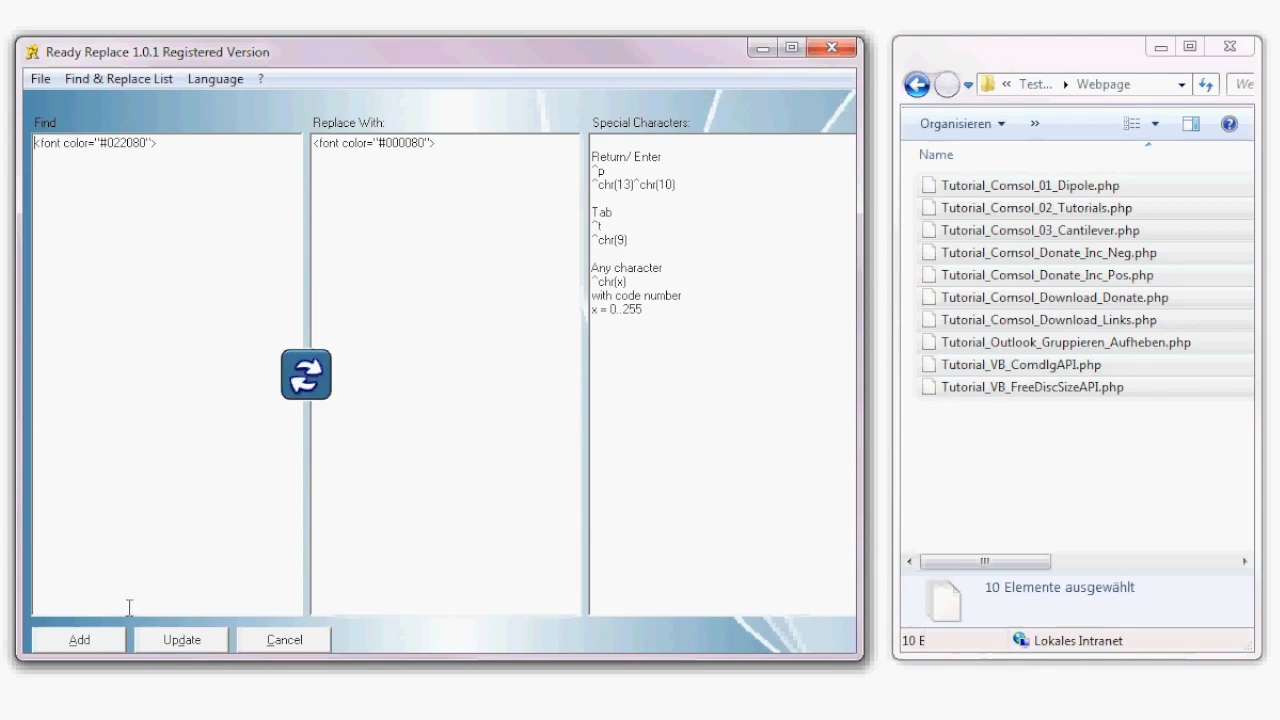 Ready Replace 1.0.1 Registered Version
File Find & Replace List Language ?
Find
<font color="#022080">
Replace With:
<font color="#000080">
Special Characters:
Return/ Enter
^p
^chr(13)^chr(10)
Tab
^t
^chr(9)
Any character
^chr(x)
with code number
x = 0..255
Add Update Cancel
« Test... Webpage We
Organisieren »
Name
Tutorial_Comsol_01_Dipole.php
Tutorial_Comsol_02_Tutorials.php
Tutorial_Comsol_03_Cantilever.php
Tutorial_Comsol_Donate_Inc_Neg.php
Tutorial_Comsol_Donate_Inc_Pos.php
Tutorial_Comsol_Download_Donate.php
Tutorial_Comsol_Download_Links.php
Tutorial_Outlook_Gruppieren_Aufheben.php
Tutorial_VB_ComdlgAPI.php
Tutorial_VB_FreeDiscSizeAPI.php
10 Elemente ausgewählt
10 E Lokales Intranet